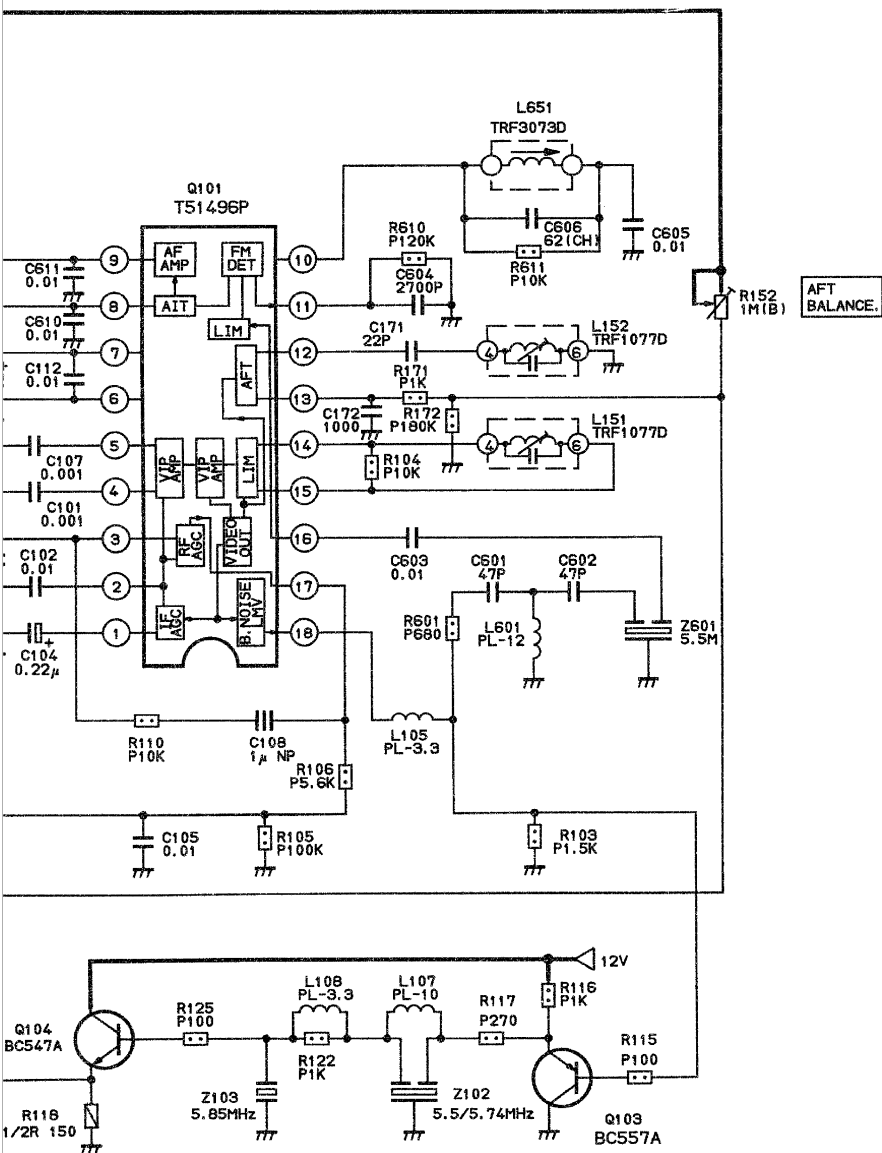 L651
TRF3073D
Q101
T51496P
C606
62(CH)
C605
0.01
R611
P10K
R610
P120K
C604
2700P
9
AF
AMP
FM
DET
10
C611
0.01
8
AIT
11
LIM
C610
0.01
R152
1M(B)
AFT
BALANCE.
7
12
C171
22P
4
6
L152
TRF1077D
AFT
C112
0.01
R171
P1K
6
13
C172
1000
R172
P180K
5
VIP
AMP
VIP
AMP
LIM
14
4
6
L151
TRF1077D
C107
0.001
R104
P10K
4
15
C101
0.001
3
RF
AGC
VIDEO
OUT
16
C603
0.01
C102
0.01
C601
47P
C602
47P
2
17
R601
P680
L601
PL-12
Z601
5.5M
1
IF
AGC
B. NOISE
LMV
18
+
C104
0.22µ
R110
P10K
C108
1µ NP
L105
PL-3.3
R106
P5.6K
C105
0.01
R105
P100K
R103
P1.5K
12V
L108
PL-3.3
L107
PL-10
R116
P1K
R125
P100
R117
P270
Q104
BC547A
R115
P100
R122
P1K
Z103
5.85MHz
Z102
5.5/5.74MHz
R118
1/2R 150
Q103
BC557A